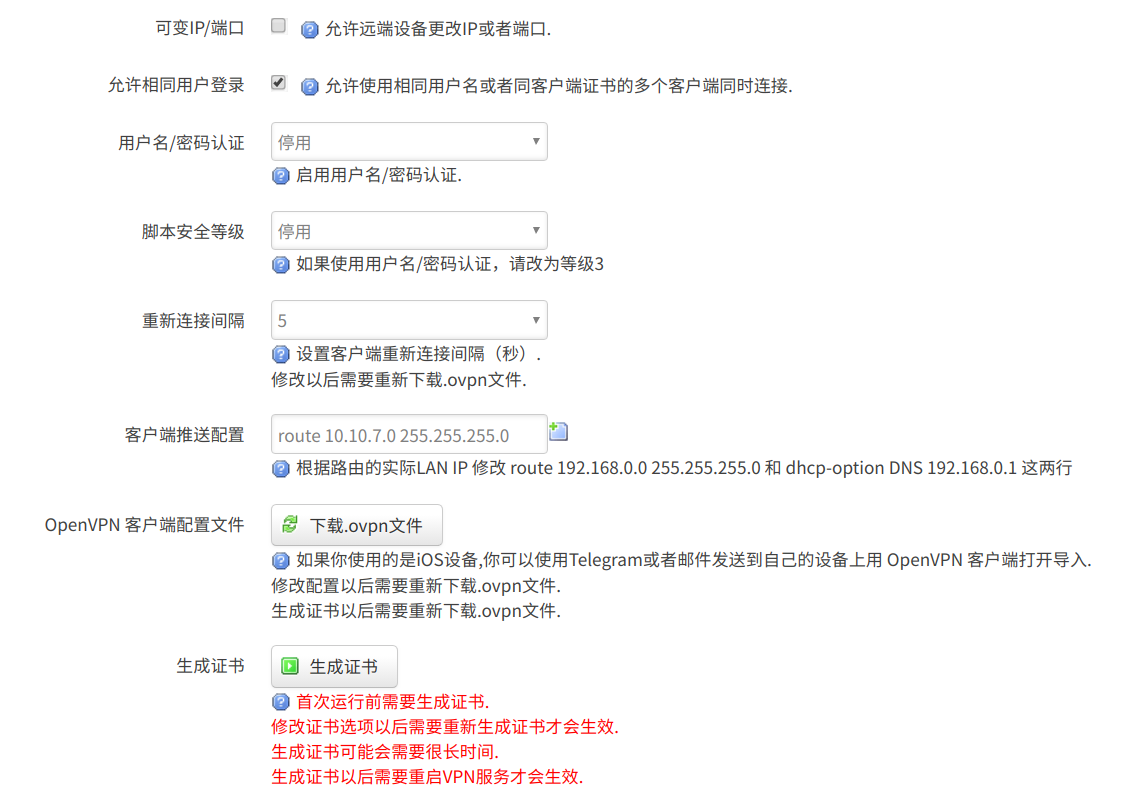 可变IP/端口 允许远端设备更改IP或者端口.
允许相同用户登录 允许使用相同用户名或者同客户端证书的多个客户端同时连接.
用户名/密码认证 停用
启用用户名/密码认证.
脚本安全等级 停用
如果使用用户名/密码认证，请改为等级3
重新连接间隔 5
设置客户端重新连接间隔（秒）.
修改以后需要重新下载.ovpn文件.
客户端推送配置 route 10.10.7.0 255.255.255.0
根据路由的实际LAN IP 修改 route 192.168.0.0 255.255.255.0 和 dhcp-option DNS 192.168.0.1 这两行
OpenVPN 客户端配置文件 下载.ovpn文件
如果你使用的是iOS设备,你可以使用Telegram或者邮件发送到自己的设备上用 OpenVPN 客户端打开导入.
修改配置以后需要重新下载.ovpn文件.
生成证书以后需要重新下载.ovpn文件.
生成证书 生成证书
首次运行前需要生成证书.
修改证书选项以后需要重新生成证书才会生效.
生成证书可能会需要很长时间.
生成证书以后需要重启VPN服务才会生效.